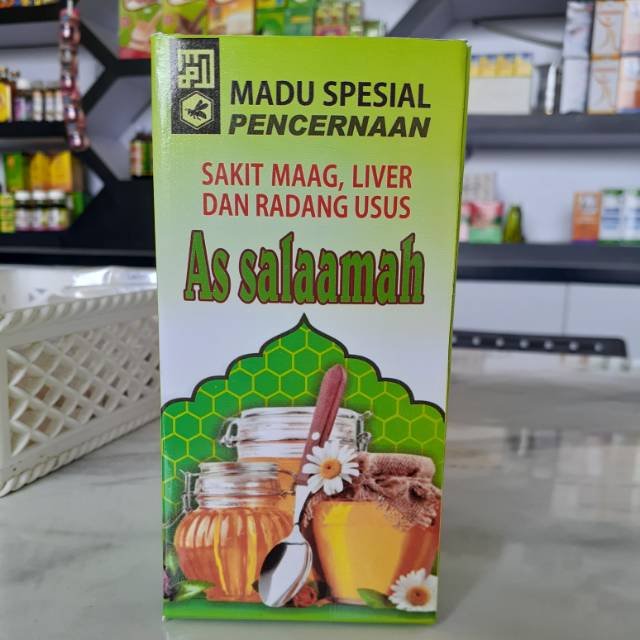 MADU SPESIAL
PENCERNAAN
SAKIT MAAG, LIVER
DAN RADANG USUS
As salaamah